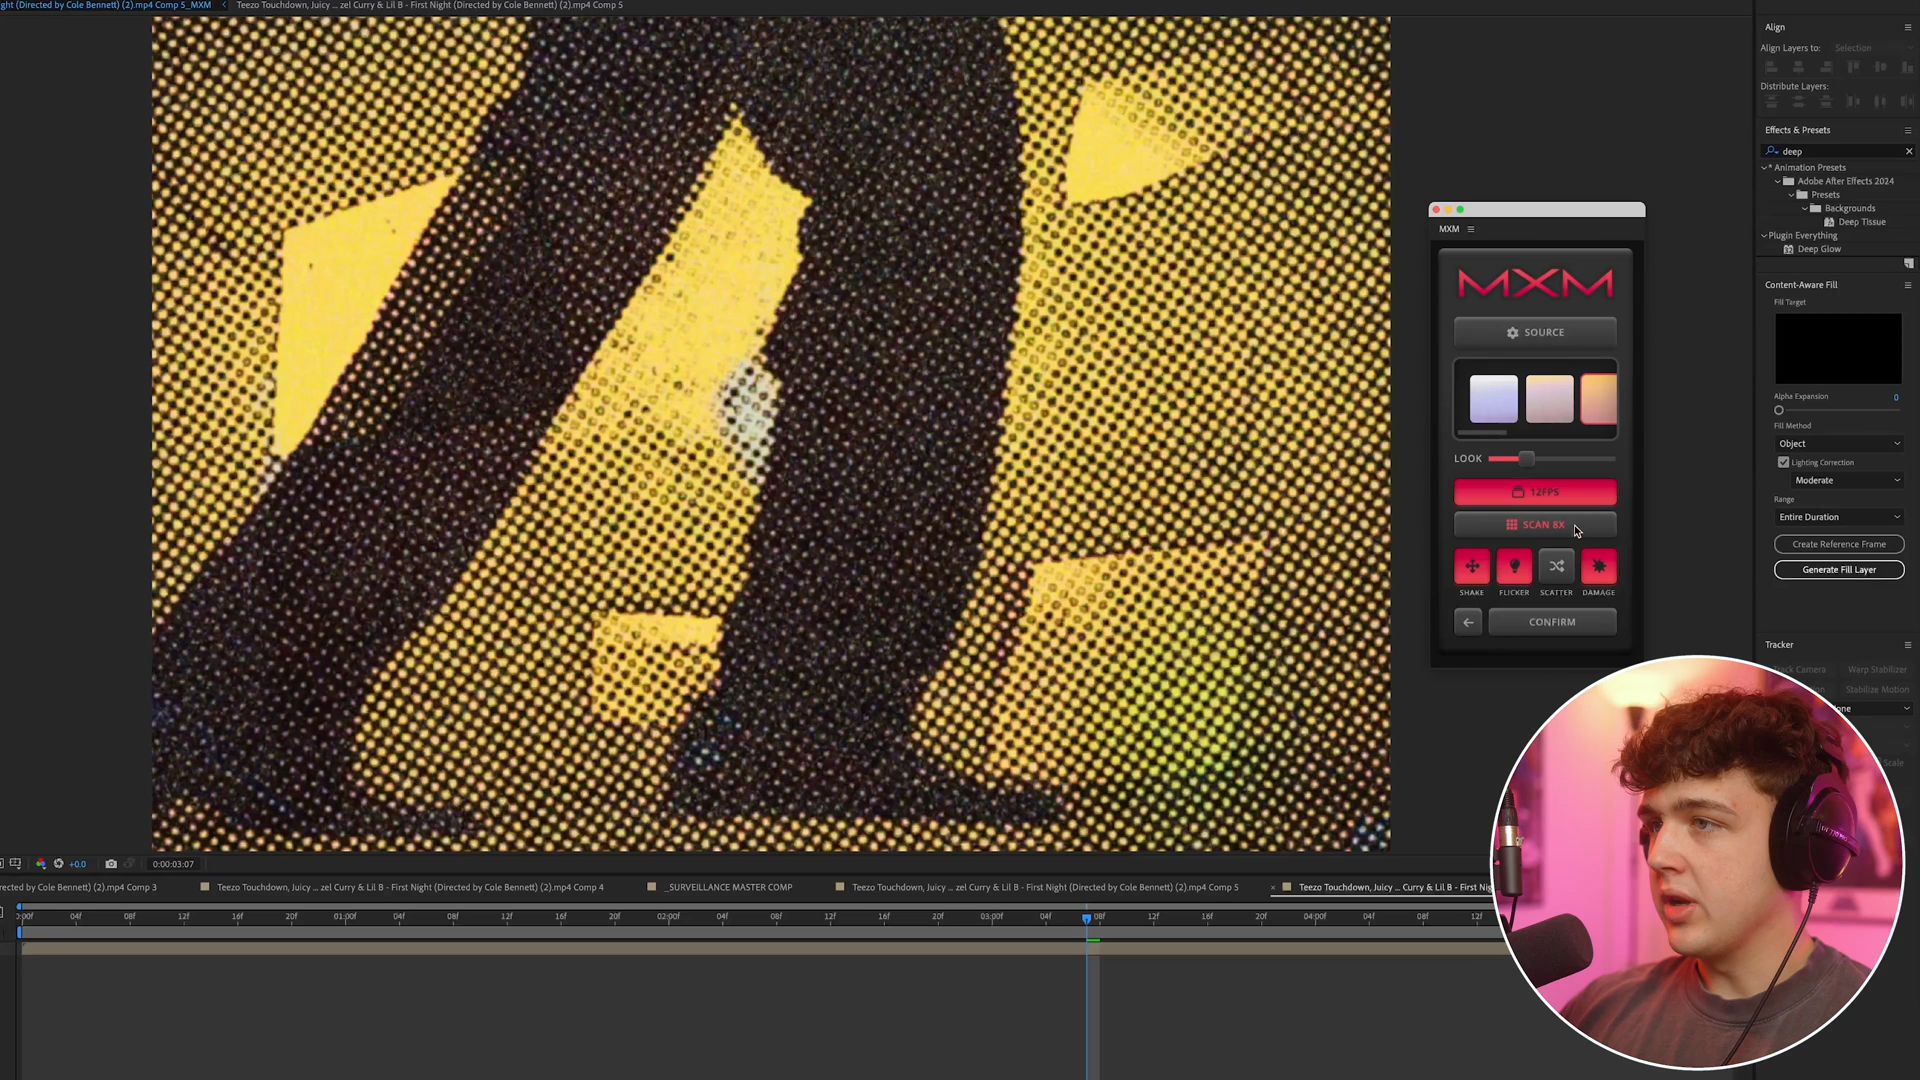 ght (Directed by Cole Bennett) (2).mp4 Comp 5_MXM
Teezo Touchdown, Juicy ... zel Curry & Lil B - First Night (Directed by Cole Bennett) (2).mp4 Comp 5
Align
Align Layers to:
Selection
Distribute Layers:
Effects & Presets
deep
* Animation Presets
Adobe After Effects 2024
Presets
Backgrounds
Deep Tissue
Plugin Everything
Deep Glow
MXM
MXM
SOURCE
LOOK
12FPS
SCAN 8X
SHAKE
FLICKER
SCATTER
DAMAGE
CONFIRM
Content-Aware Fill
Fill Target
Alpha Expansion
0
Fill Method
Object
Lighting Correction
Moderate
Range
Entire Duration
Create Reference Frame
Generate Fill Layer
Tracker
Track Camera
Warp Stabilizer
Stabilize Motion
Scale
+0.0
0:00:03:07
rected by Cole Bennett) (2).mp4 Comp 3
Teezo Touchdown, Juicy ... zel Curry & Lil B - First Night (Directed by Cole Bennett) (2).mp4 Comp 4
_SURVEILLANCE MASTER COMP
Teezo Touchdown, Juicy ... zel Curry & Lil B - First Night (Directed by Cole Bennett) (2).mp4 Comp 5
Teezo Touchdown, Juicy ... Curry & Lil B - First Nig
:00f 04f 08f 12f 16f 20f 01:00f 04f 08f 12f 16f 20f 02:00f 04f 08f 12f 16f 20f 03:00f 04f 08f 12f 16f 20f 04:00f 04f 08f 12f